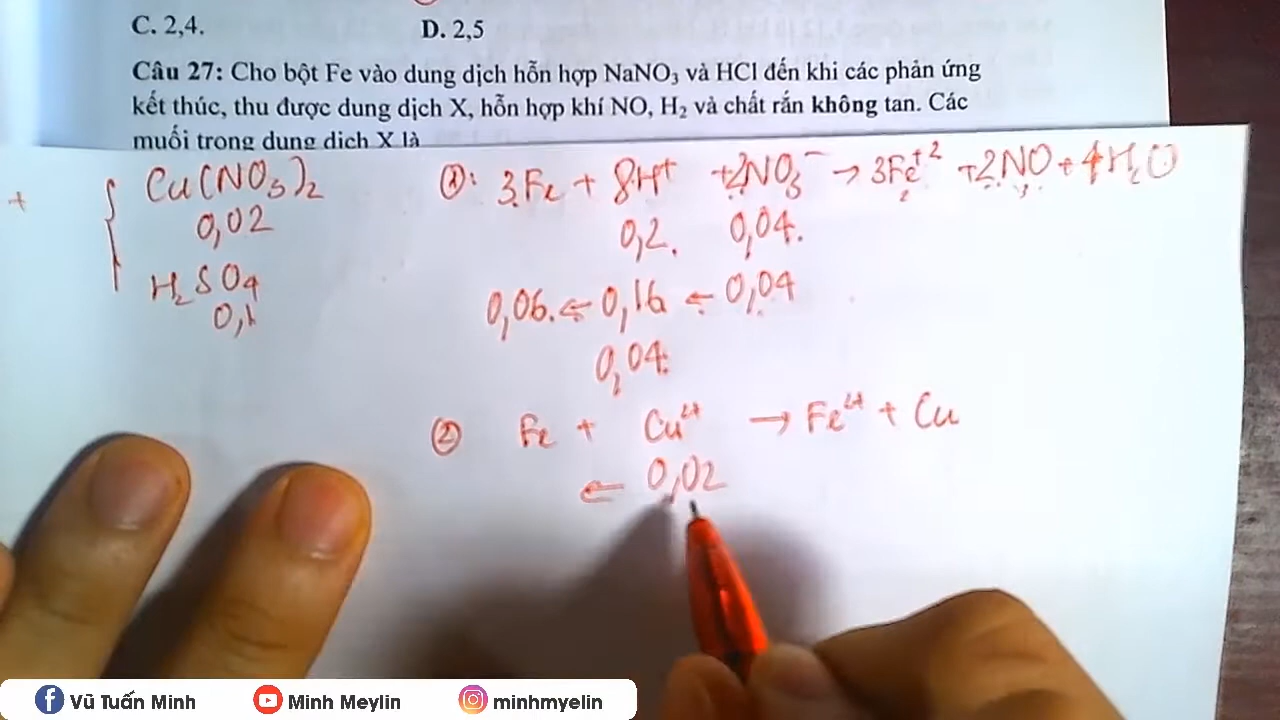 C. 2,4. D. 2,5
Câu 27: Cho bột Fe vào dung dịch hỗn hợp NaNO₃ và HCl đến khi các phản ứng
kết thúc, thu được dung dịch X, hỗn hợp khí NO, H₂ và chất rắn không tan. Các
muối trong dung dịch X là
+ Cu(NO₃)₂
0,02
H₂SO₄
0,1
①: 3Fe + 8H⁺ + 2NO₃⁻ → 3Fe⁺² + 2NO + 4H₂O
0,2. 0,04.
0,06. ← 0,16 ← 0,04
0,04.
② Fe + Cu²⁺ → Fe²⁺ + Cu
← 0,02
Vũ Tuấn Minh Minh Meylin minhmyelin